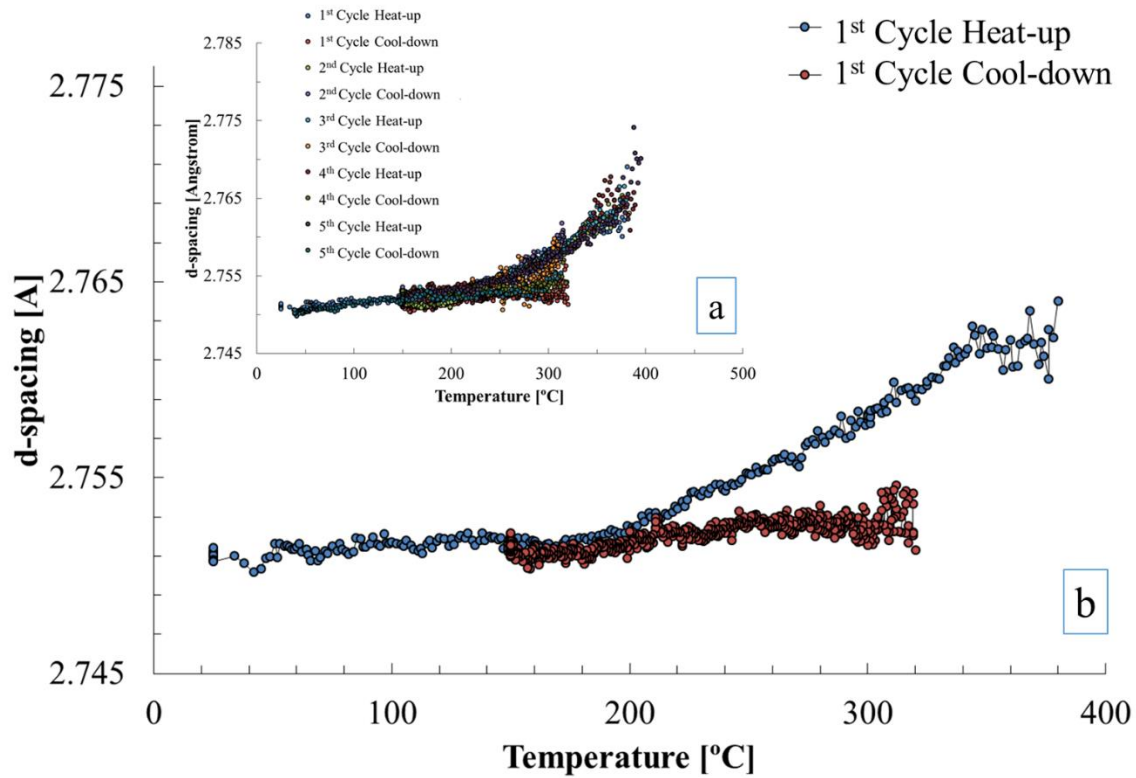 1st Cycle Heat-up
1st Cycle Cool-down
2nd Cycle Heat-up
2nd Cycle Cool-down
3rd Cycle Heat-up
3rd Cycle Cool-down
4th Cycle Heat-up
4th Cycle Cool-down
5th Cycle Heat-up
5th Cycle Cool-down
2.785
2.775
2.765
2.755
2.745
d-spacing [Angstrom]
0 100 200 300 400 500
Temperature [ºC]
a
1st Cycle Heat-up
1st Cycle Cool-down
2.775
2.765
2.755
2.745
d-spacing [A]
b
0 100 200 300 400
Temperature [ºC]